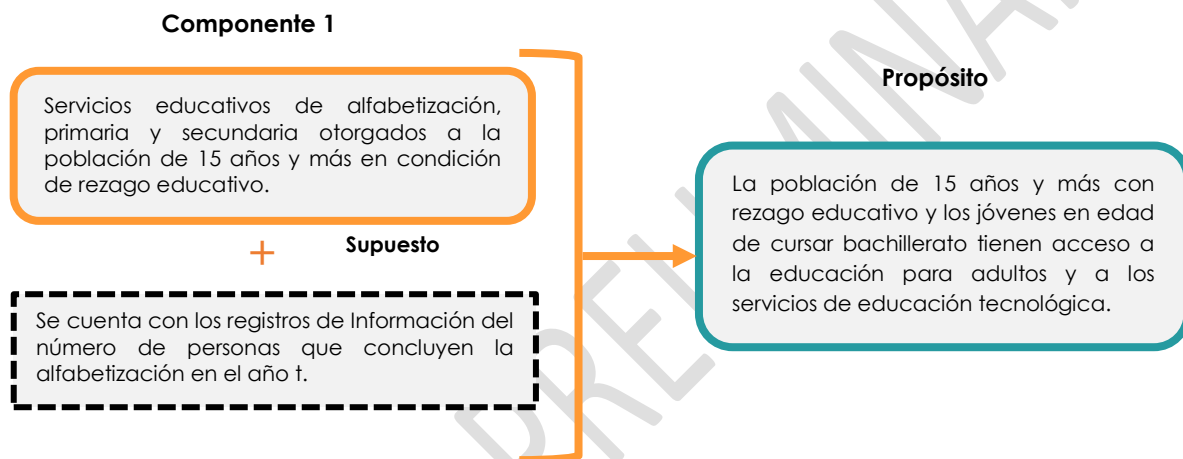 Componente 1
Servicios educativos de alfabetización,
primaria y secundaria otorgados a la
población de 15 años y más en condición
de rezago educativo.
+
Supuesto
Se cuenta con los registros de Información del
número de personas que concluyen la
alfabetización en el año t.
Propósito
La población de 15 años y más con
rezago educativo y los jóvenes en edad
de cursar bachillerato tienen acceso a
la educación para adultos y a los
servicios de educación tecnológica.